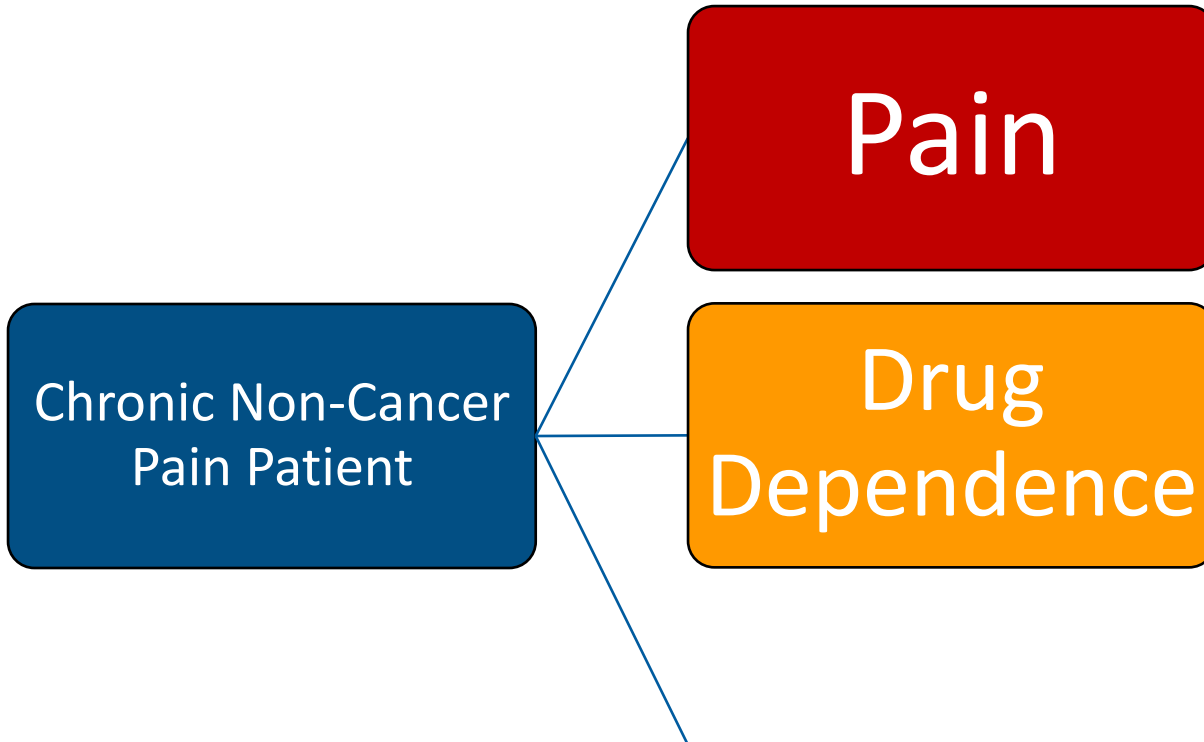 Pain
Chronic Non-Cancer
Pain Patient
Drug
Dependence